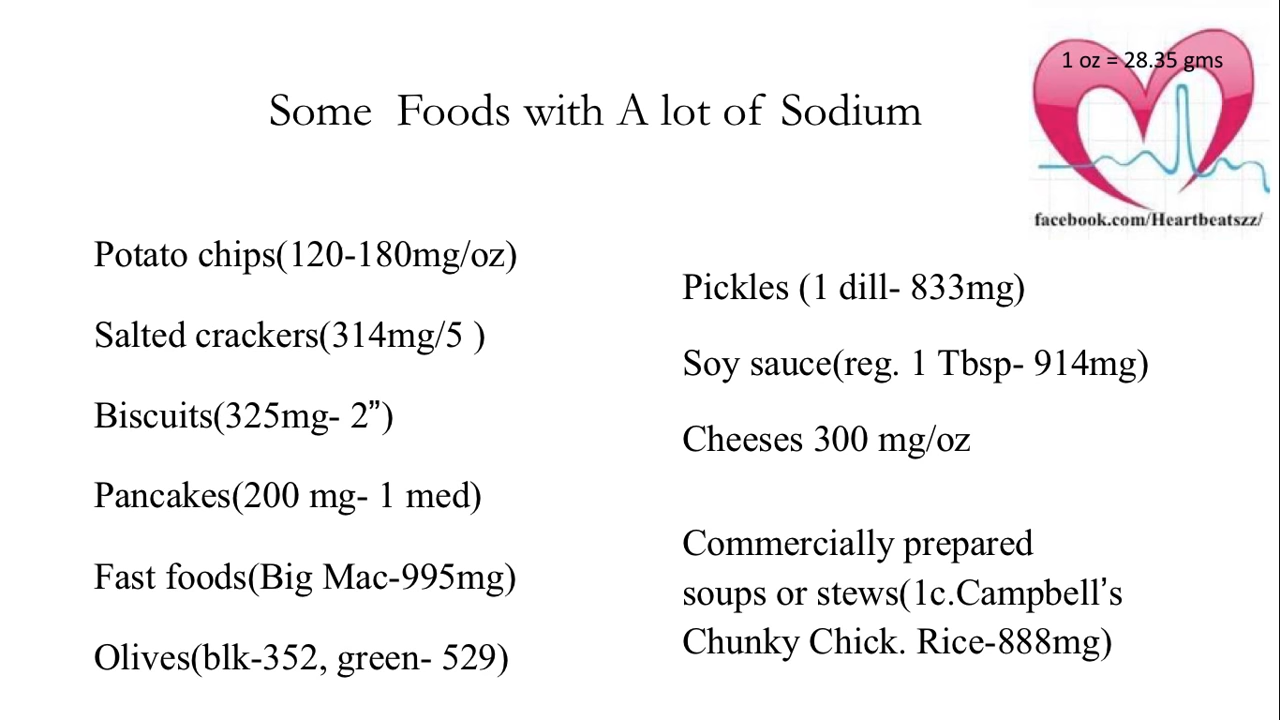 1 oz = 28.35 gms
Some Foods with A lot of Sodium
facebook.com/Heartbeatszz/
Potato chips(120-180mg/oz)
Salted crackers(314mg/5 )
Biscuits(325mg- 2”)
Pancakes(200 mg- 1 med)
Fast foods(Big Mac-995mg)
Olives(blk-352, green- 529)
Pickles (1 dill- 833mg)
Soy sauce(reg. 1 Tbsp- 914mg)
Cheeses 300 mg/oz
Commercially prepared
soups or stews(1c.Campbell’s
Chunky Chick. Rice-888mg)